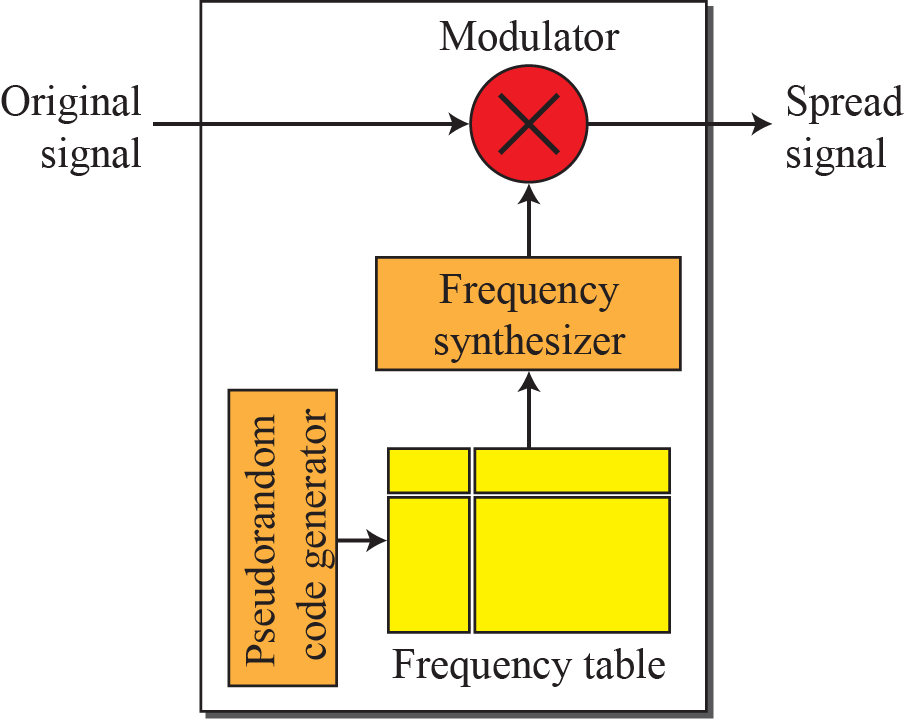 Modulator
Original
signal
Spread
signal
Frequency
synthesizer
Pseudorandom
code generator
Frequency table